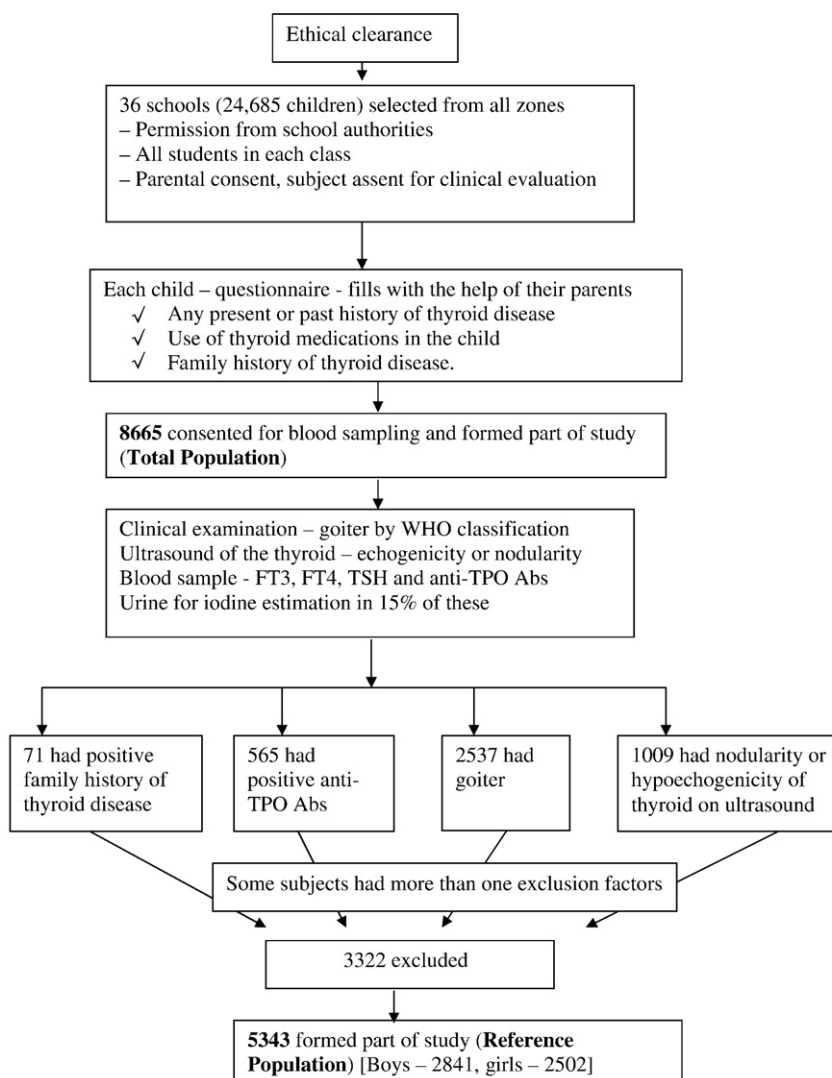 Ethical clearance
36 schools (24,685 children) selected from all zones
– Permission from school authorities
– All students in each class
– Parental consent, subject assent for clinical evaluation
Each child – questionnaire - fills with the help of their parents
√ Any present or past history of thyroid disease
√ Use of thyroid medications in the child
√ Family history of thyroid disease.
8665 consented for blood sampling and formed part of study
(Total Population)
Clinical examination – goiter by WHO classification
Ultrasound of the thyroid – echogenicity or nodularity
Blood sample - FT3, FT4, TSH and anti-TPO Abs
Urine for iodine estimation in 15% of these
71 had positive
family history of
thyroid disease
565 had
positive anti-
TPO Abs
2537 had
goiter
1009 had nodularity or
hypoechogenicity of
thyroid on ultrasound
Some subjects had more than one exclusion factors
3322 excluded
5343 formed part of study (Reference
Population) [Boys – 2841, girls – 2502]